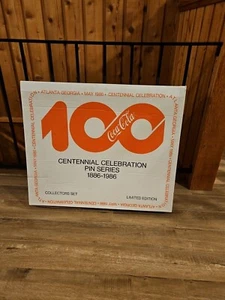 ATLANTA GEORGIA • MAY 1986 • CENTENNIAL CELEBRATION
100
Coca-Cola
CENTENNIAL CELEBRATION
PIN SERIES
1886-1986
COLLECTORS SET
LIMITED EDITION